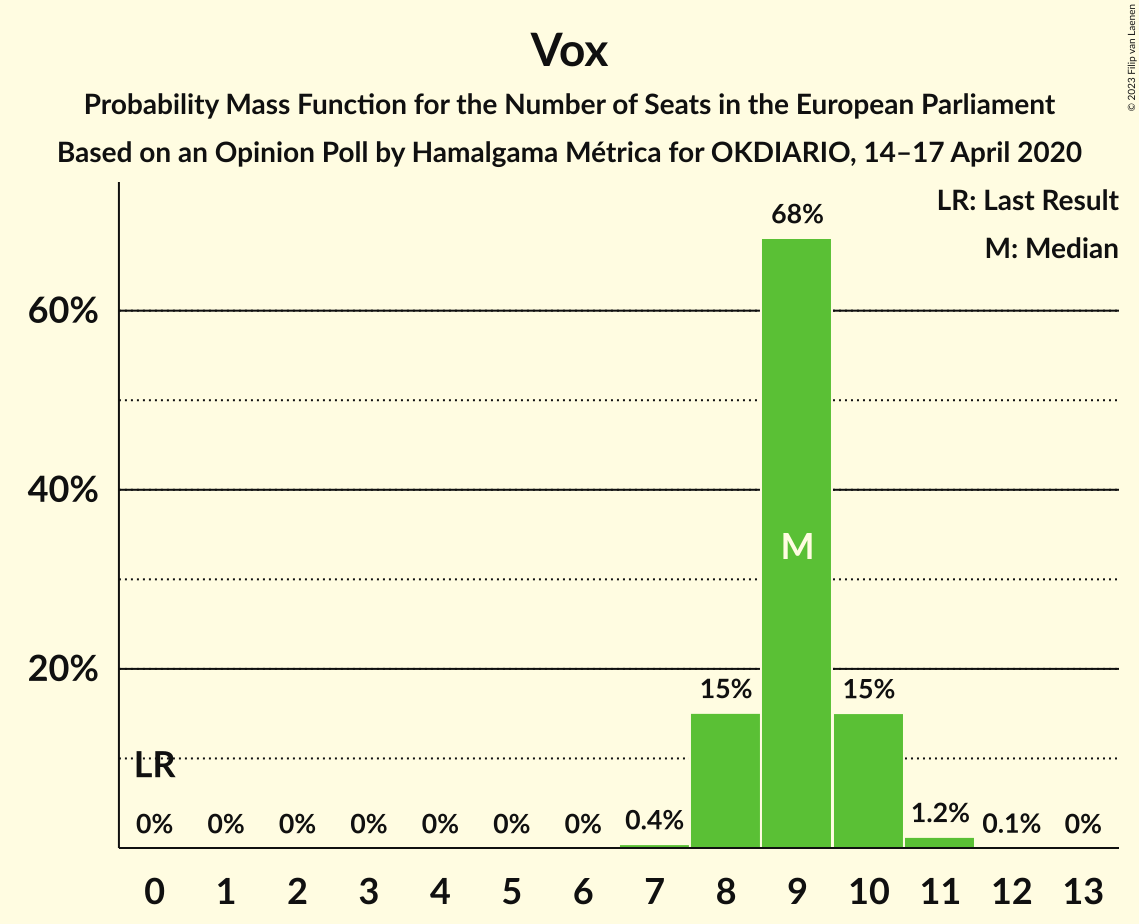 Vox
Probability Mass Function for the Number of Seats in the European Parliament
Based on an Opinion Poll by Hamalgama Métrica for OKDIARIO, 14–17 April 2020
© 2023 Filip van Laenen
LR: Last Result
M: Median
60%
40%
20%
68%
M
15%
15%
LR
0%
0%
0%
0%
0%
0%
0%
0.4%
1.2%
0.1%
0%
0 1 2 3 4 5 6 7 8 9 10 11 12 13